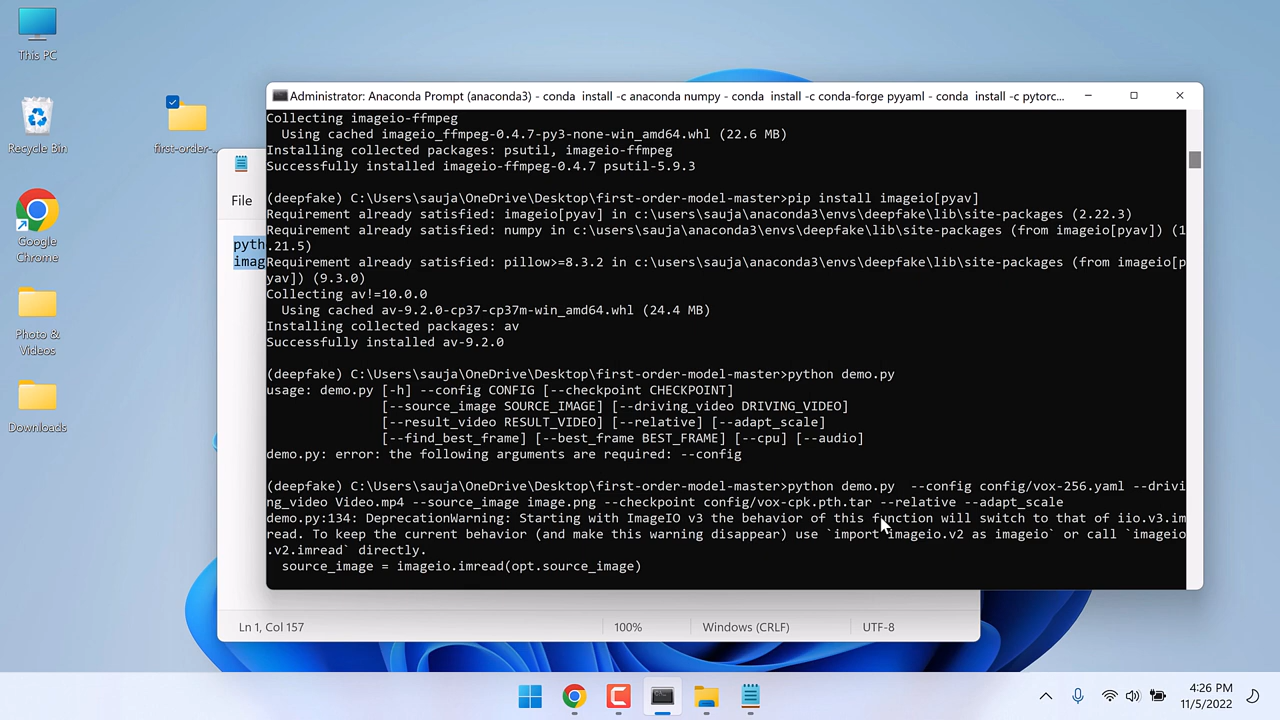 This PC
Recycle Bin
Google
Chrome
Photo &
Videos
Downloads
first-order-...
File
pyth
imag
Administrator: Anaconda Prompt (anaconda3) - conda  install -c anaconda numpy - conda  install -c conda-forge pyyaml - conda  install -c pytorc...
Collecting imageio-ffmpeg
  Using cached imageio_ffmpeg-0.4.7-py3-none-win_amd64.whl (22.6 MB)
Installing collected packages: psutil, imageio-ffmpeg
Successfully installed imageio-ffmpeg-0.4.7 psutil-5.9.3
(deepfake) C:\Users\sauja\OneDrive\Desktop\first-order-model-master>pip install imageio[pyav]
Requirement already satisfied: imageio[pyav] in c:\users\sauja\anaconda3\envs\deepfake\lib\site-packages (2.22.3)
Requirement already satisfied: numpy in c:\users\sauja\anaconda3\envs\deepfake\lib\site-packages (from imageio[pyav]) (1
.21.5)
Requirement already satisfied: pillow>=8.3.2 in c:\users\sauja\anaconda3\envs\deepfake\lib\site-packages (from imageio[p
yav]) (9.3.0)
Collecting av!=10.0.0
  Using cached av-9.2.0-cp37-cp37m-win_amd64.whl (24.4 MB)
Installing collected packages: av
Successfully installed av-9.2.0
(deepfake) C:\Users\sauja\OneDrive\Desktop\first-order-model-master>python demo.py
usage: demo.py [-h] --config CONFIG [--checkpoint CHECKPOINT]
               [--source_image SOURCE_IMAGE] [--driving_video DRIVING_VIDEO]
               [--result_video RESULT_VIDEO] [--relative] [--adapt_scale]
               [--find_best_frame] [--best_frame BEST_FRAME] [--cpu] [--audio]
demo.py: error: the following arguments are required: --config
(deepfake) C:\Users\sauja\OneDrive\Desktop\first-order-model-master>python demo.py  --config config/vox-256.yaml --drivi
ng_video Video.mp4 --source_image image.png --checkpoint config/vox-cpk.pth.tar --relative --adapt_scale
demo.py:134: DeprecationWarning: Starting with ImageIO v3 the behavior of this function will switch to that of iio.v3.im
read. To keep the current behavior (and make this warning disappear) use `import imageio.v2 as imageio` or call `imageio
.v2.imread` directly.
  source_image = imageio.imread(opt.source_image)
Ln 1, Col 157
100%
Windows (CRLF)
UTF-8
4:26 PM
11/5/2022